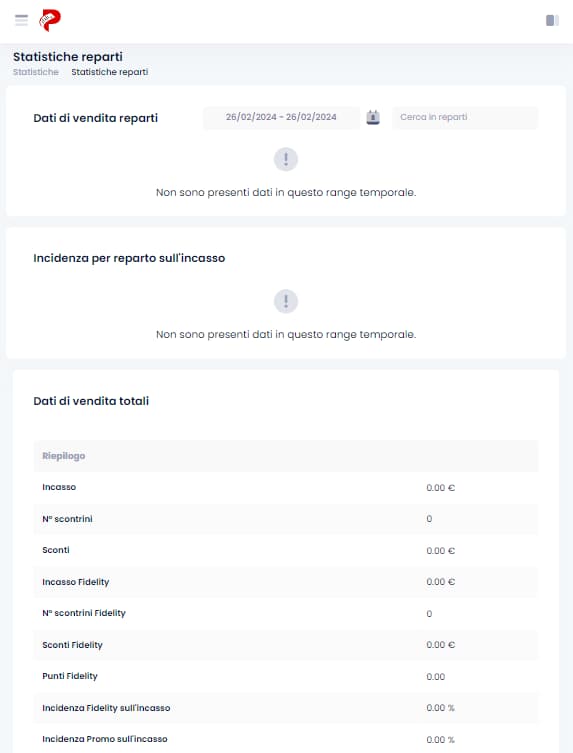 Statistiche reparti
Statistiche Statistiche reparti
Dati di vendita reparti 26/02/2024 - 26/02/2024 Cerca in reparti
Non sono presenti dati in questo range temporale.
Incidenza per reparto sull'incasso
Non sono presenti dati in questo range temporale.
Dati di vendita totali
Riepilogo
Incasso 0.00 €
N° scontrini 0
Sconti 0.00 €
Incasso Fidelity 0.00 €
N° scontrini Fidelity 0
Sconti Fidelity 0.00 €
Punti Fidelity 0.00
Incidenza Fidelity sull'incasso 0.00 %
Incidenza Promo sull'incasso 0.00 %